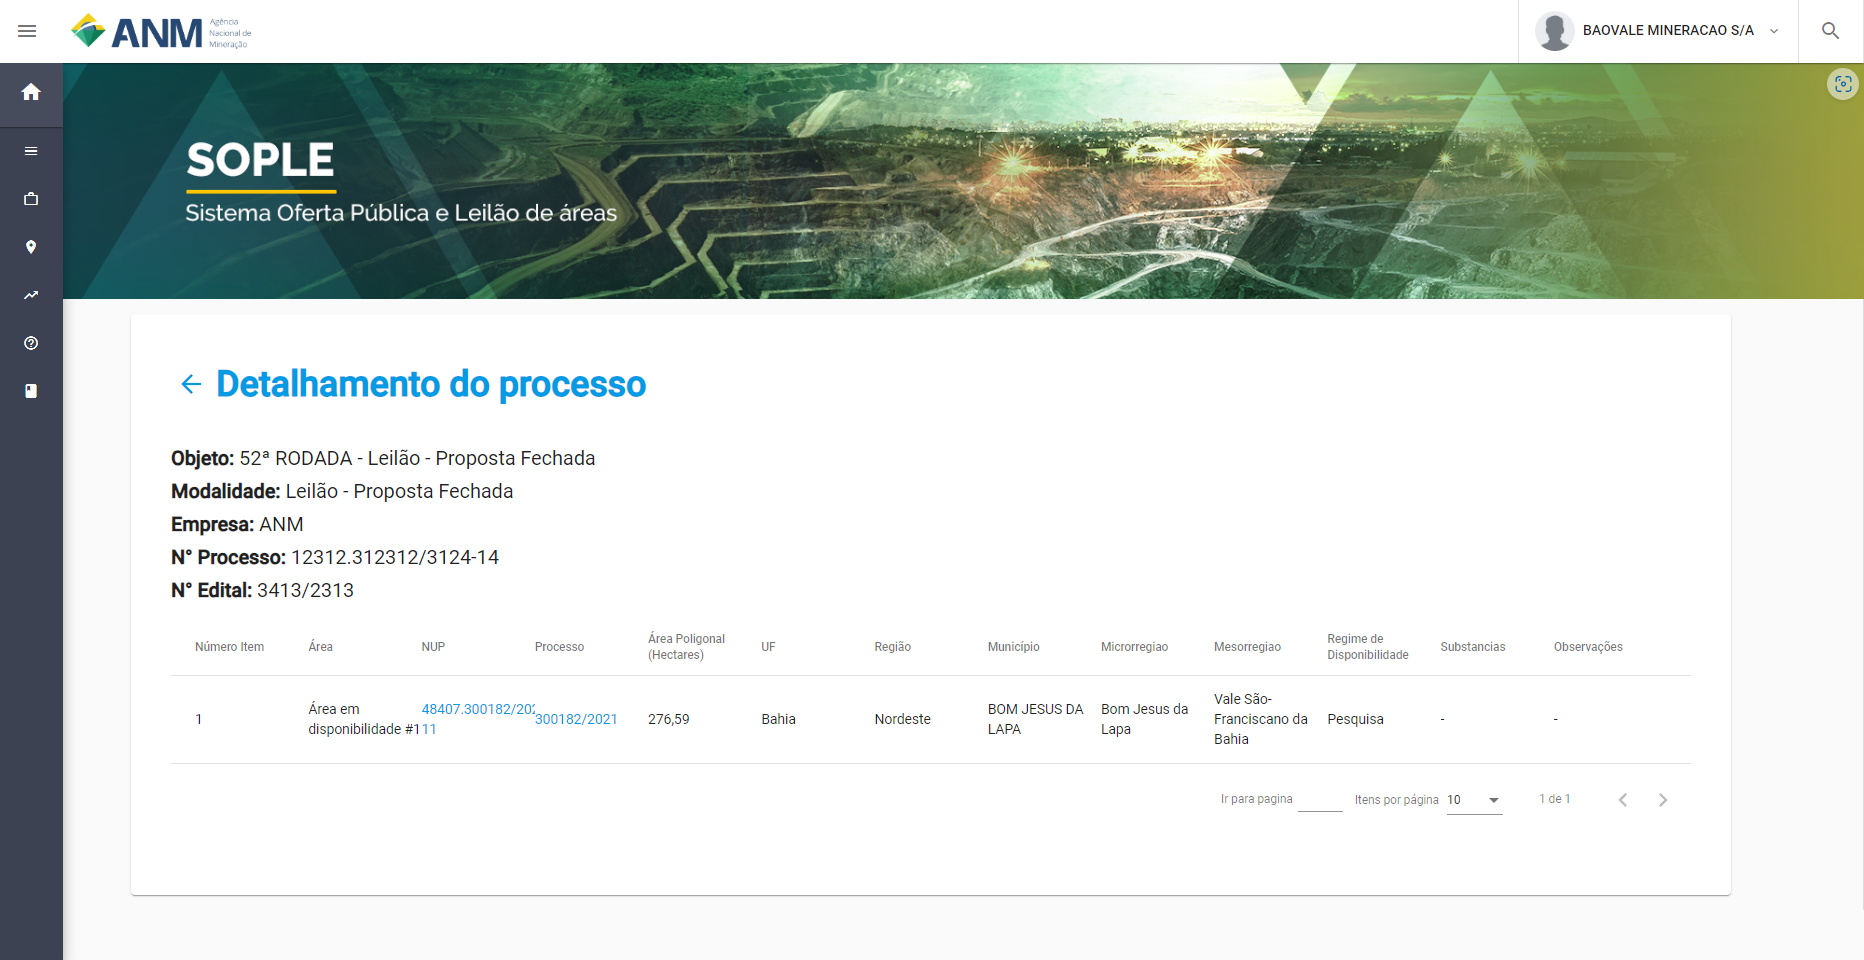 ANM
Agência
Nacional de
Mineração
BAOVALE MINERACAO S/A
SOPLE
Sistema Oferta Pública e Leilão de áreas
Detalhamento do processo
Objeto: 52ª RODADA - Leilão - Proposta Fechada
Modalidade: Leilão - Proposta Fechada
Empresa: ANM
N° Processo: 12312.312312/3124-14
N° Edital: 3413/2313
Número Item Área NUP Processo Área Poligonal (Hectares) UF Região Município Microrregiao Mesorregiao Regime de Disponibilidade Substancias Observações
1 Área em disponibilidade #1 48407.300182/202 11 300182/2021 276,59 Bahia Nordeste BOM JESUS DA LAPA Bom Jesus da Lapa Vale São-Franciscano da Bahia Pesquisa - -
Ir para pagina Itens por página 10 1 de 1